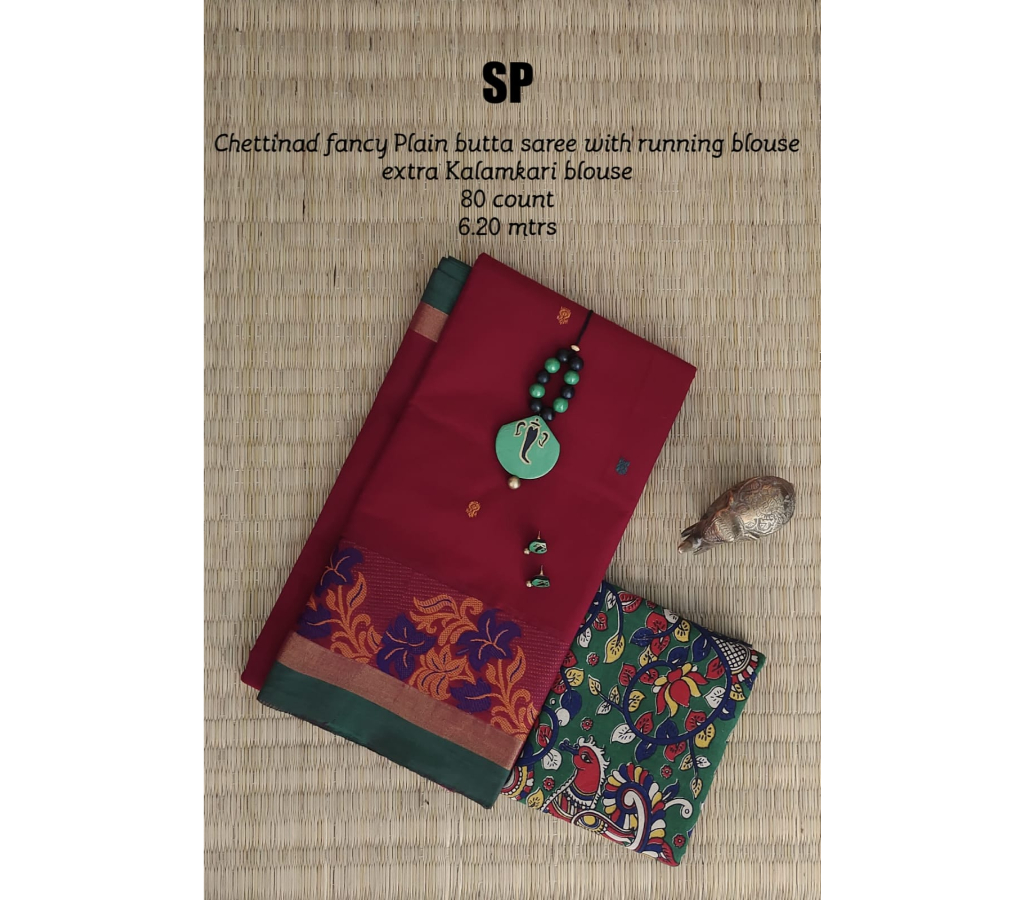 SP
Chettinad fancy Plain butta saree with running blouse
extra Kalamkari blouse
80 count
6.20 mtrs